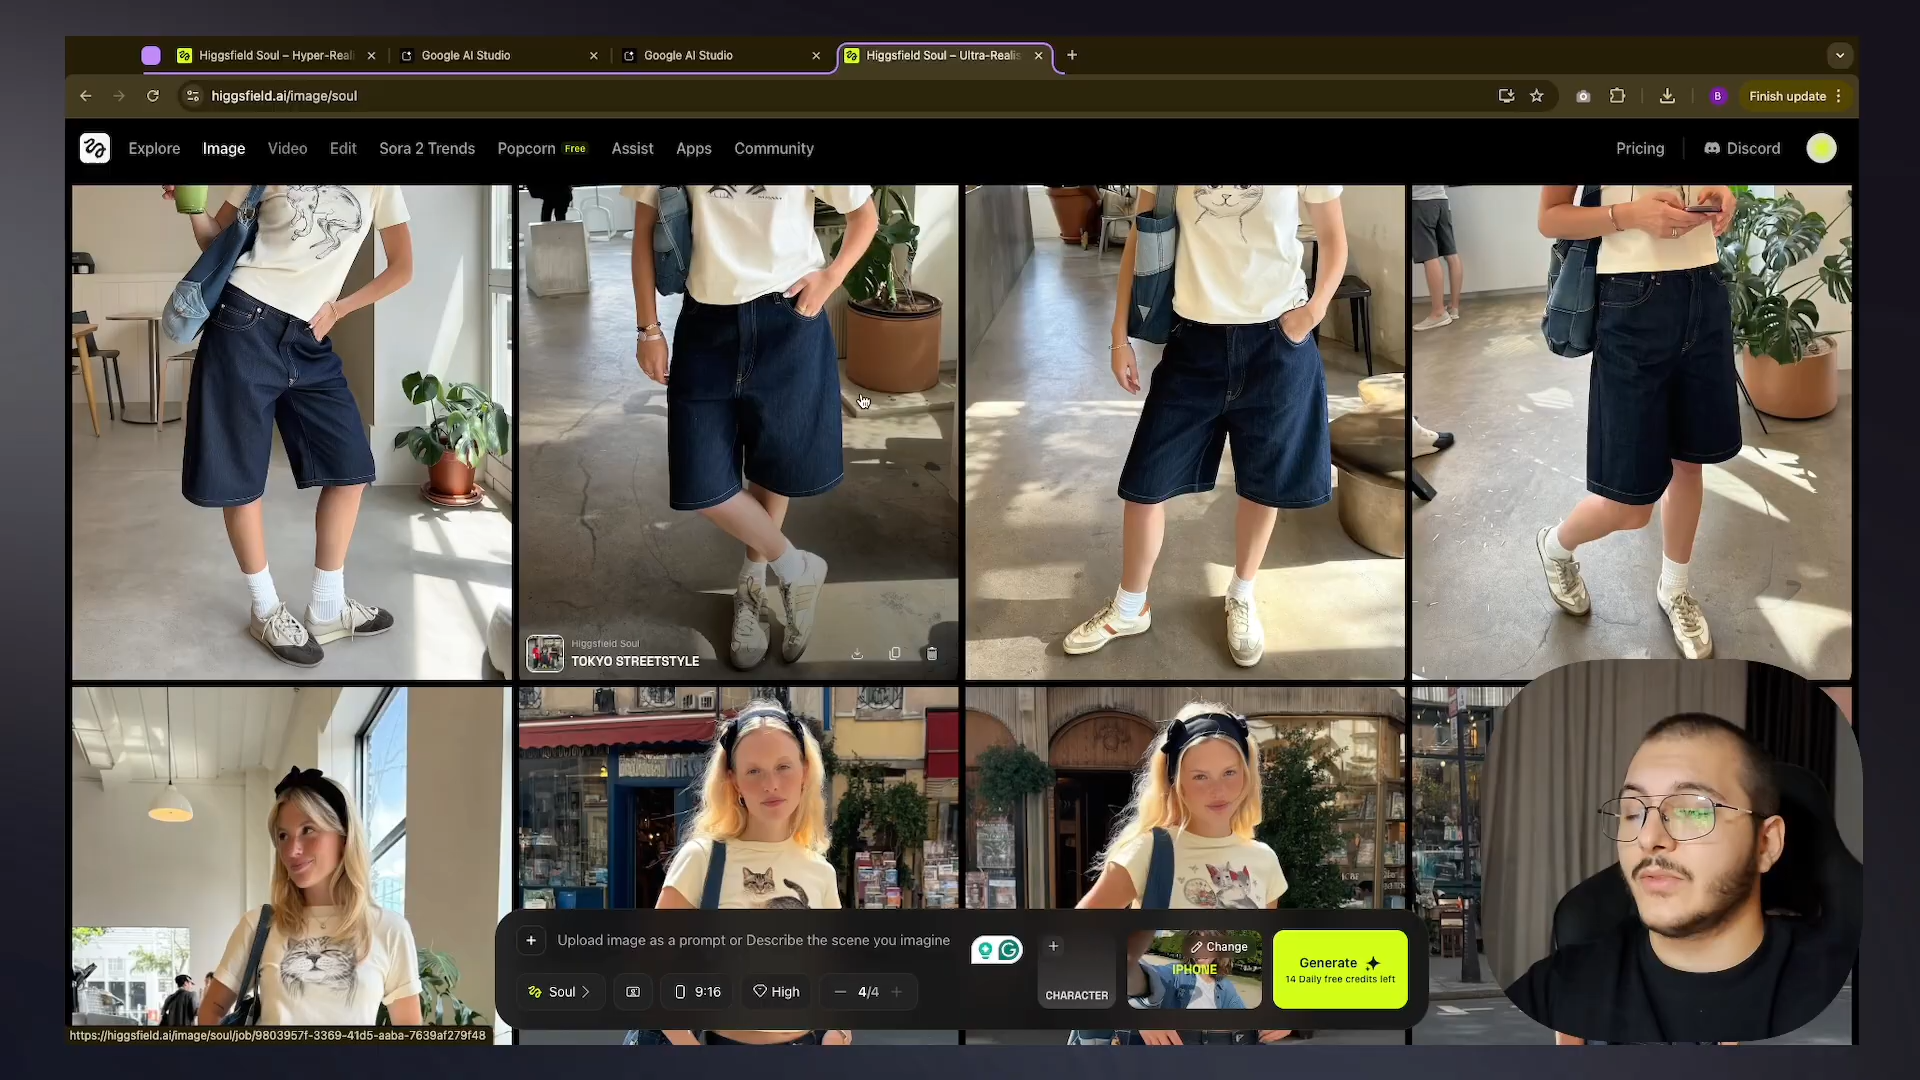 Higgsfield Soul – Hyper-Reali
Google AI Studio
Google AI Studio
Higgsfield Soul – Ultra-Realis
higgsfield.ai/image/soul
B
Finish update
Explore
Image
Video
Edit
Sora 2 Trends
Popcorn Free
Assist
Apps
Community
Pricing
Discord
Higgsfield Soul
TOKYO STREETSTYLE
Upload image as a prompt or Describe the scene you imagine
Soul
9:16
High
4/4
CHARACTER
Change
IPHONE
Generate
14 Daily free credits left
https://higgsfield.ai/image/soul/job/9803957f-3369-41d5-aaba-7639af279f48